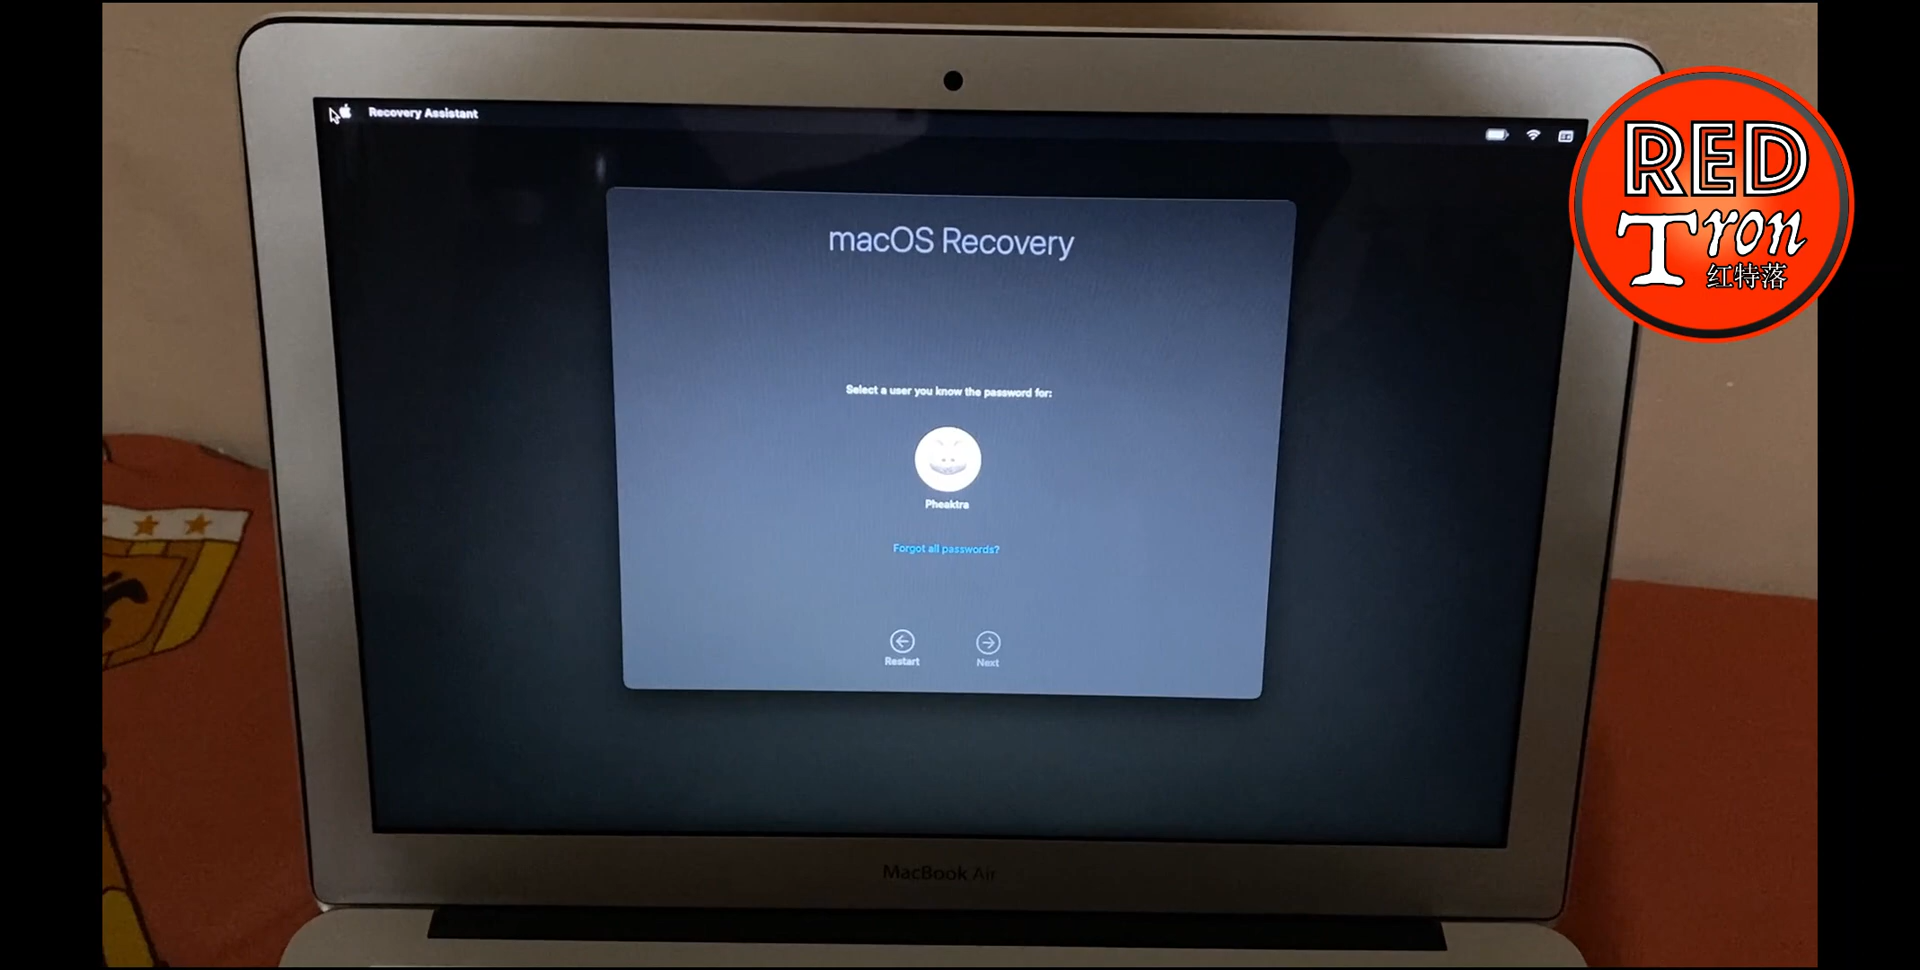 Recovery Assistant
RED
Tron
红特落
macOS Recovery
Select a user you know the password for:
Pheaktra
Forgot all passwords?
Restart
Next
MacBook Air